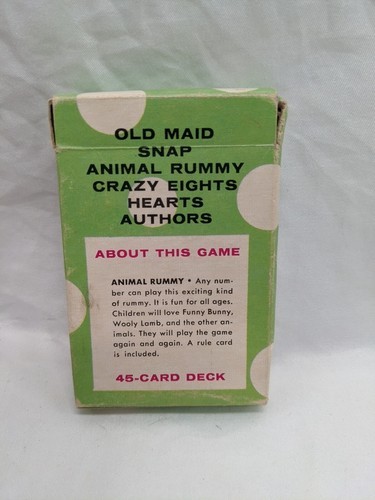 OLD MAID
SNAP
ANIMAL RUMMY
CRAZY EIGHTS
HEARTS
AUTHORS
ABOUT THIS GAME
ANIMAL RUMMY • Any num-
ber can play this exciting kind
of rummy. It is fun for all ages.
Children will love Funny Bunny,
Wooly Lamb, and the other an-
imals. They will play the game
again and again. A rule card
is included.
45-CARD DECK